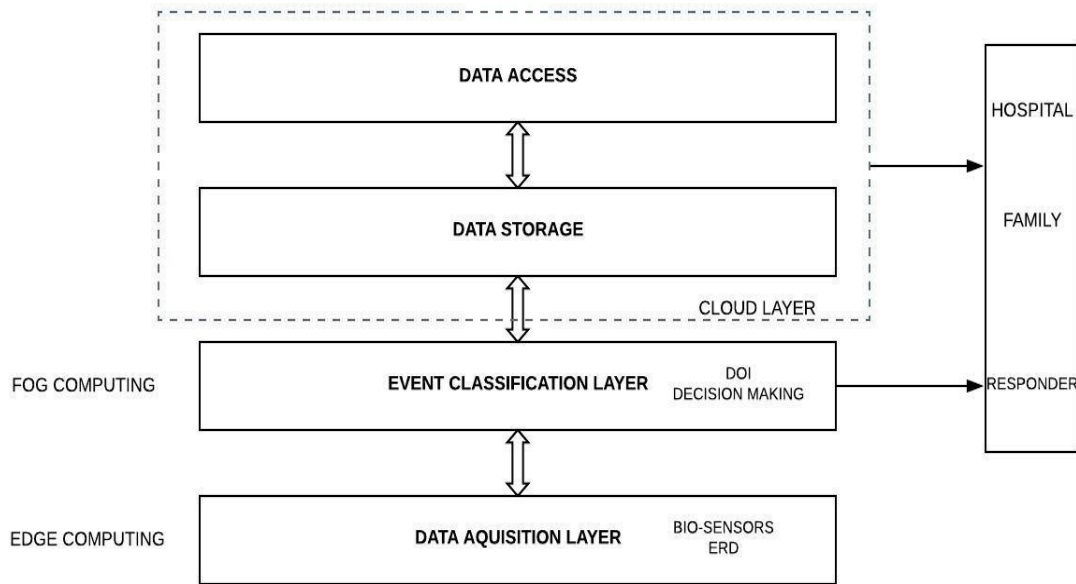 DATA ACCESS
HOSPITAL
DATA STORAGE
FAMILY
CLOUD LAYER
FOG COMPUTING
EVENT CLASSIFICATION LAYER
DOI
DECISION MAKING
RESPONDER
EDGE COMPUTING
DATA AQUISITION LAYER
BIO-SENSORS
ERD